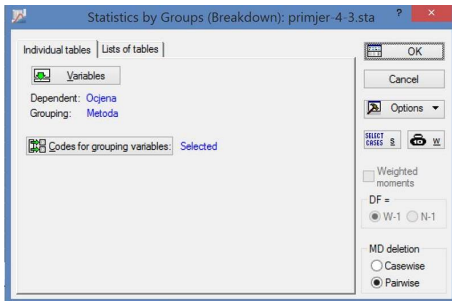 Statistics by Groups (Breakdown): primjer-4-3.sta ? ×
Individual tables Lists of tables
Variables
Dependent: Ocjena
Grouping: Metoda
Codes for grouping variables: Selected
OK
Cancel
Options
SELECT CASES S W
Weighted moments
DF =
W-1 N-1
MD deletion
Casewise
Pairwise